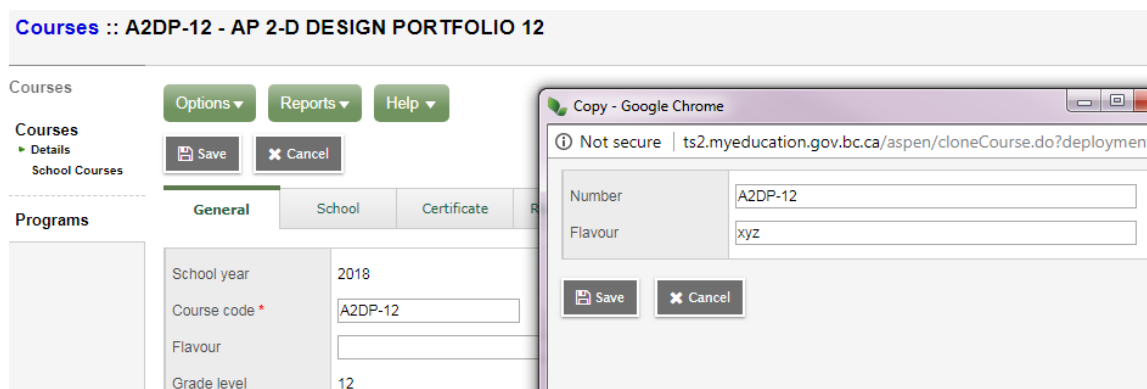 Courses :: A2DP-12 - AP 2-D DESIGN PORTFOLIO 12
Courses
Courses
Details
School Courses
Programs
Options Reports Help
Save Cancel
General School Certificate R
School year 2018
Course code * A2DP-12
Flavour
Grade level 12
Copy - Google Chrome
Not secure | ts2.myeducation.gov.bc.ca/aspen/cloneCourse.do?deploymen
Number A2DP-12
Flavour xyz
Save Cancel